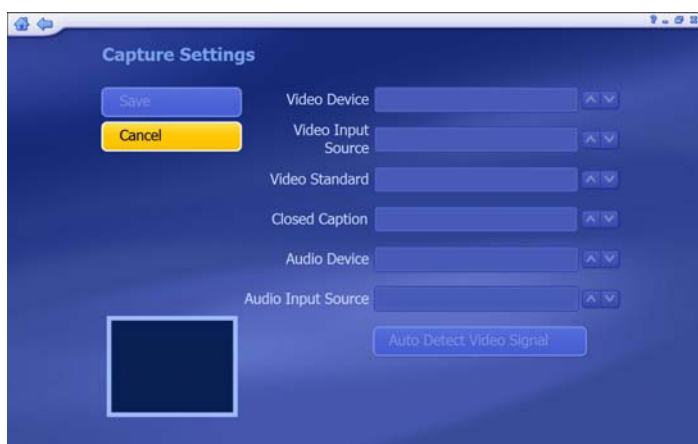 Capture Settings
Save
Cancel
Video Device
Video Input
Source
Video Standard
Closed Caption
Audio Device
Audio Input Source
Auto Detect Video Signal
?